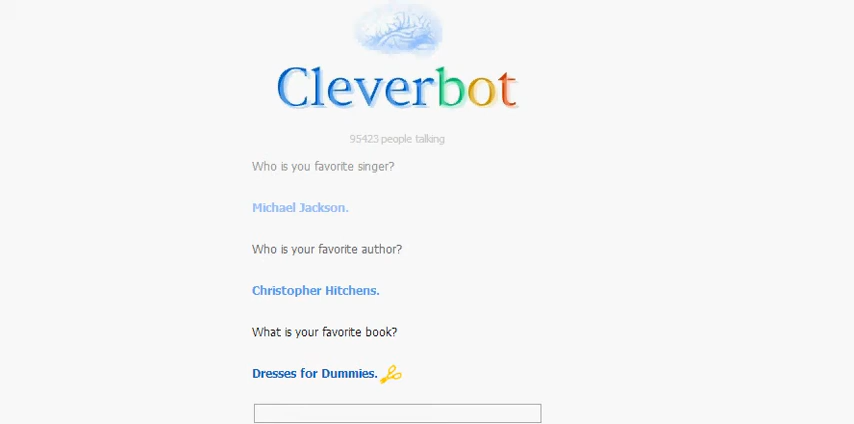 Cleverbot
95423 people talking
Who is you favorite singer?
Michael Jackson.
Who is your favorite author?
Christopher Hitchens.
What is your favorite book?
Dresses for Dummies.